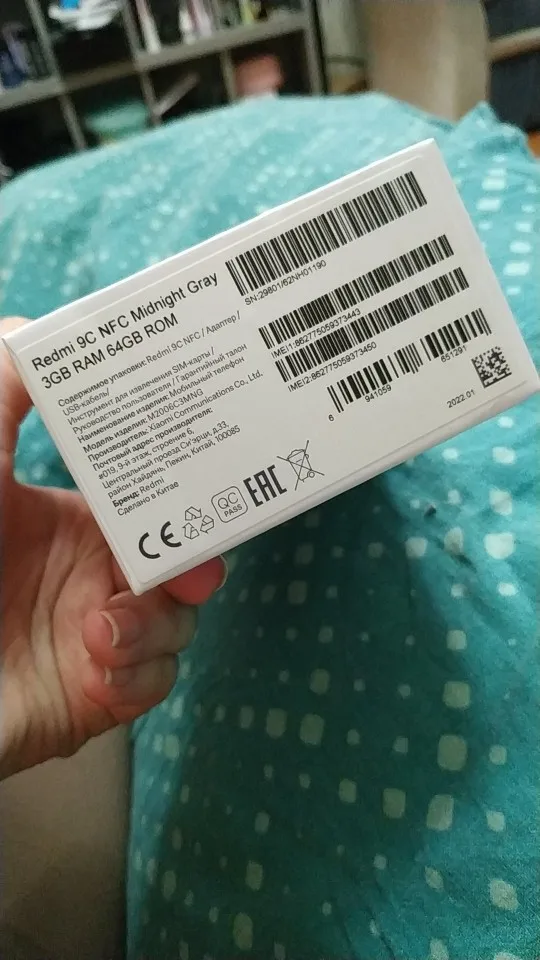 Redmi 9C NFC Midnight Gray
3GB RAM 64GB ROM
Содержимое упаковки: Redmi 9C NFC / Адаптер /
USB-кабель/
Инструмент для извлечения SIM-карты/
Руководство пользователя / Гарантийный талон
Наименование изделия: Мобильный телефон
Модель изделия: M2006C3MNG
Производитель: Xiaomi Communications Co., Ltd.
Почтовый адрес производителя:
#019, 9-й этаж, строение 6,
Центральный проезд Си'эрци, д.33,
район Хайдянь, Пекин, Китай, 100085
Бренд: Redmi
Сделано в Китае
CE
QC
PASS
EAC
SN:29801/62NH01190
IMEI1:862775059373443
IMEI2:862775059373450
6 941059 651291
2022.01